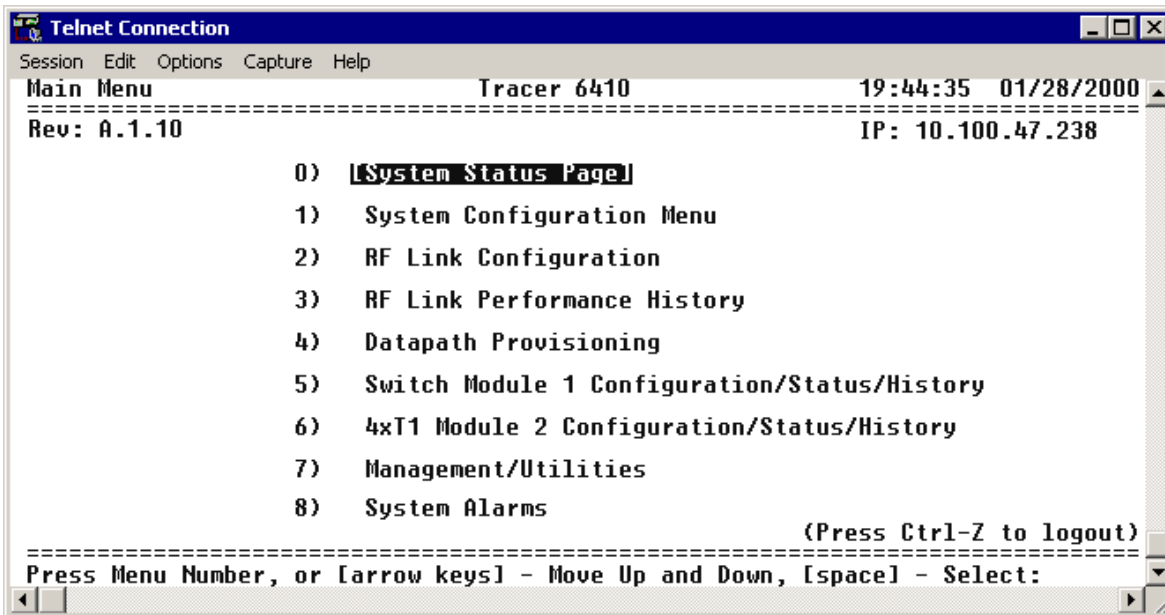 Telnet Connection
Session Edit Options Capture Help
Main Menu Tracer 6410 19:44:35 01/28/2000
================================================================================
Rev: A.1.10 IP: 10.100.47.238
0) [System Status Page]
1) System Configuration Menu
2) RF Link Configuration
3) RF Link Performance History
4) Datapath Provisioning
5) Switch Module 1 Configuration/Status/History
6) 4xT1 Module 2 Configuration/Status/History
7) Management/Utilities
8) System Alarms
(Press Ctrl-Z to logout)
================================================================================
Press Menu Number, or [arrow keys] - Move Up and Down, [space] - Select: